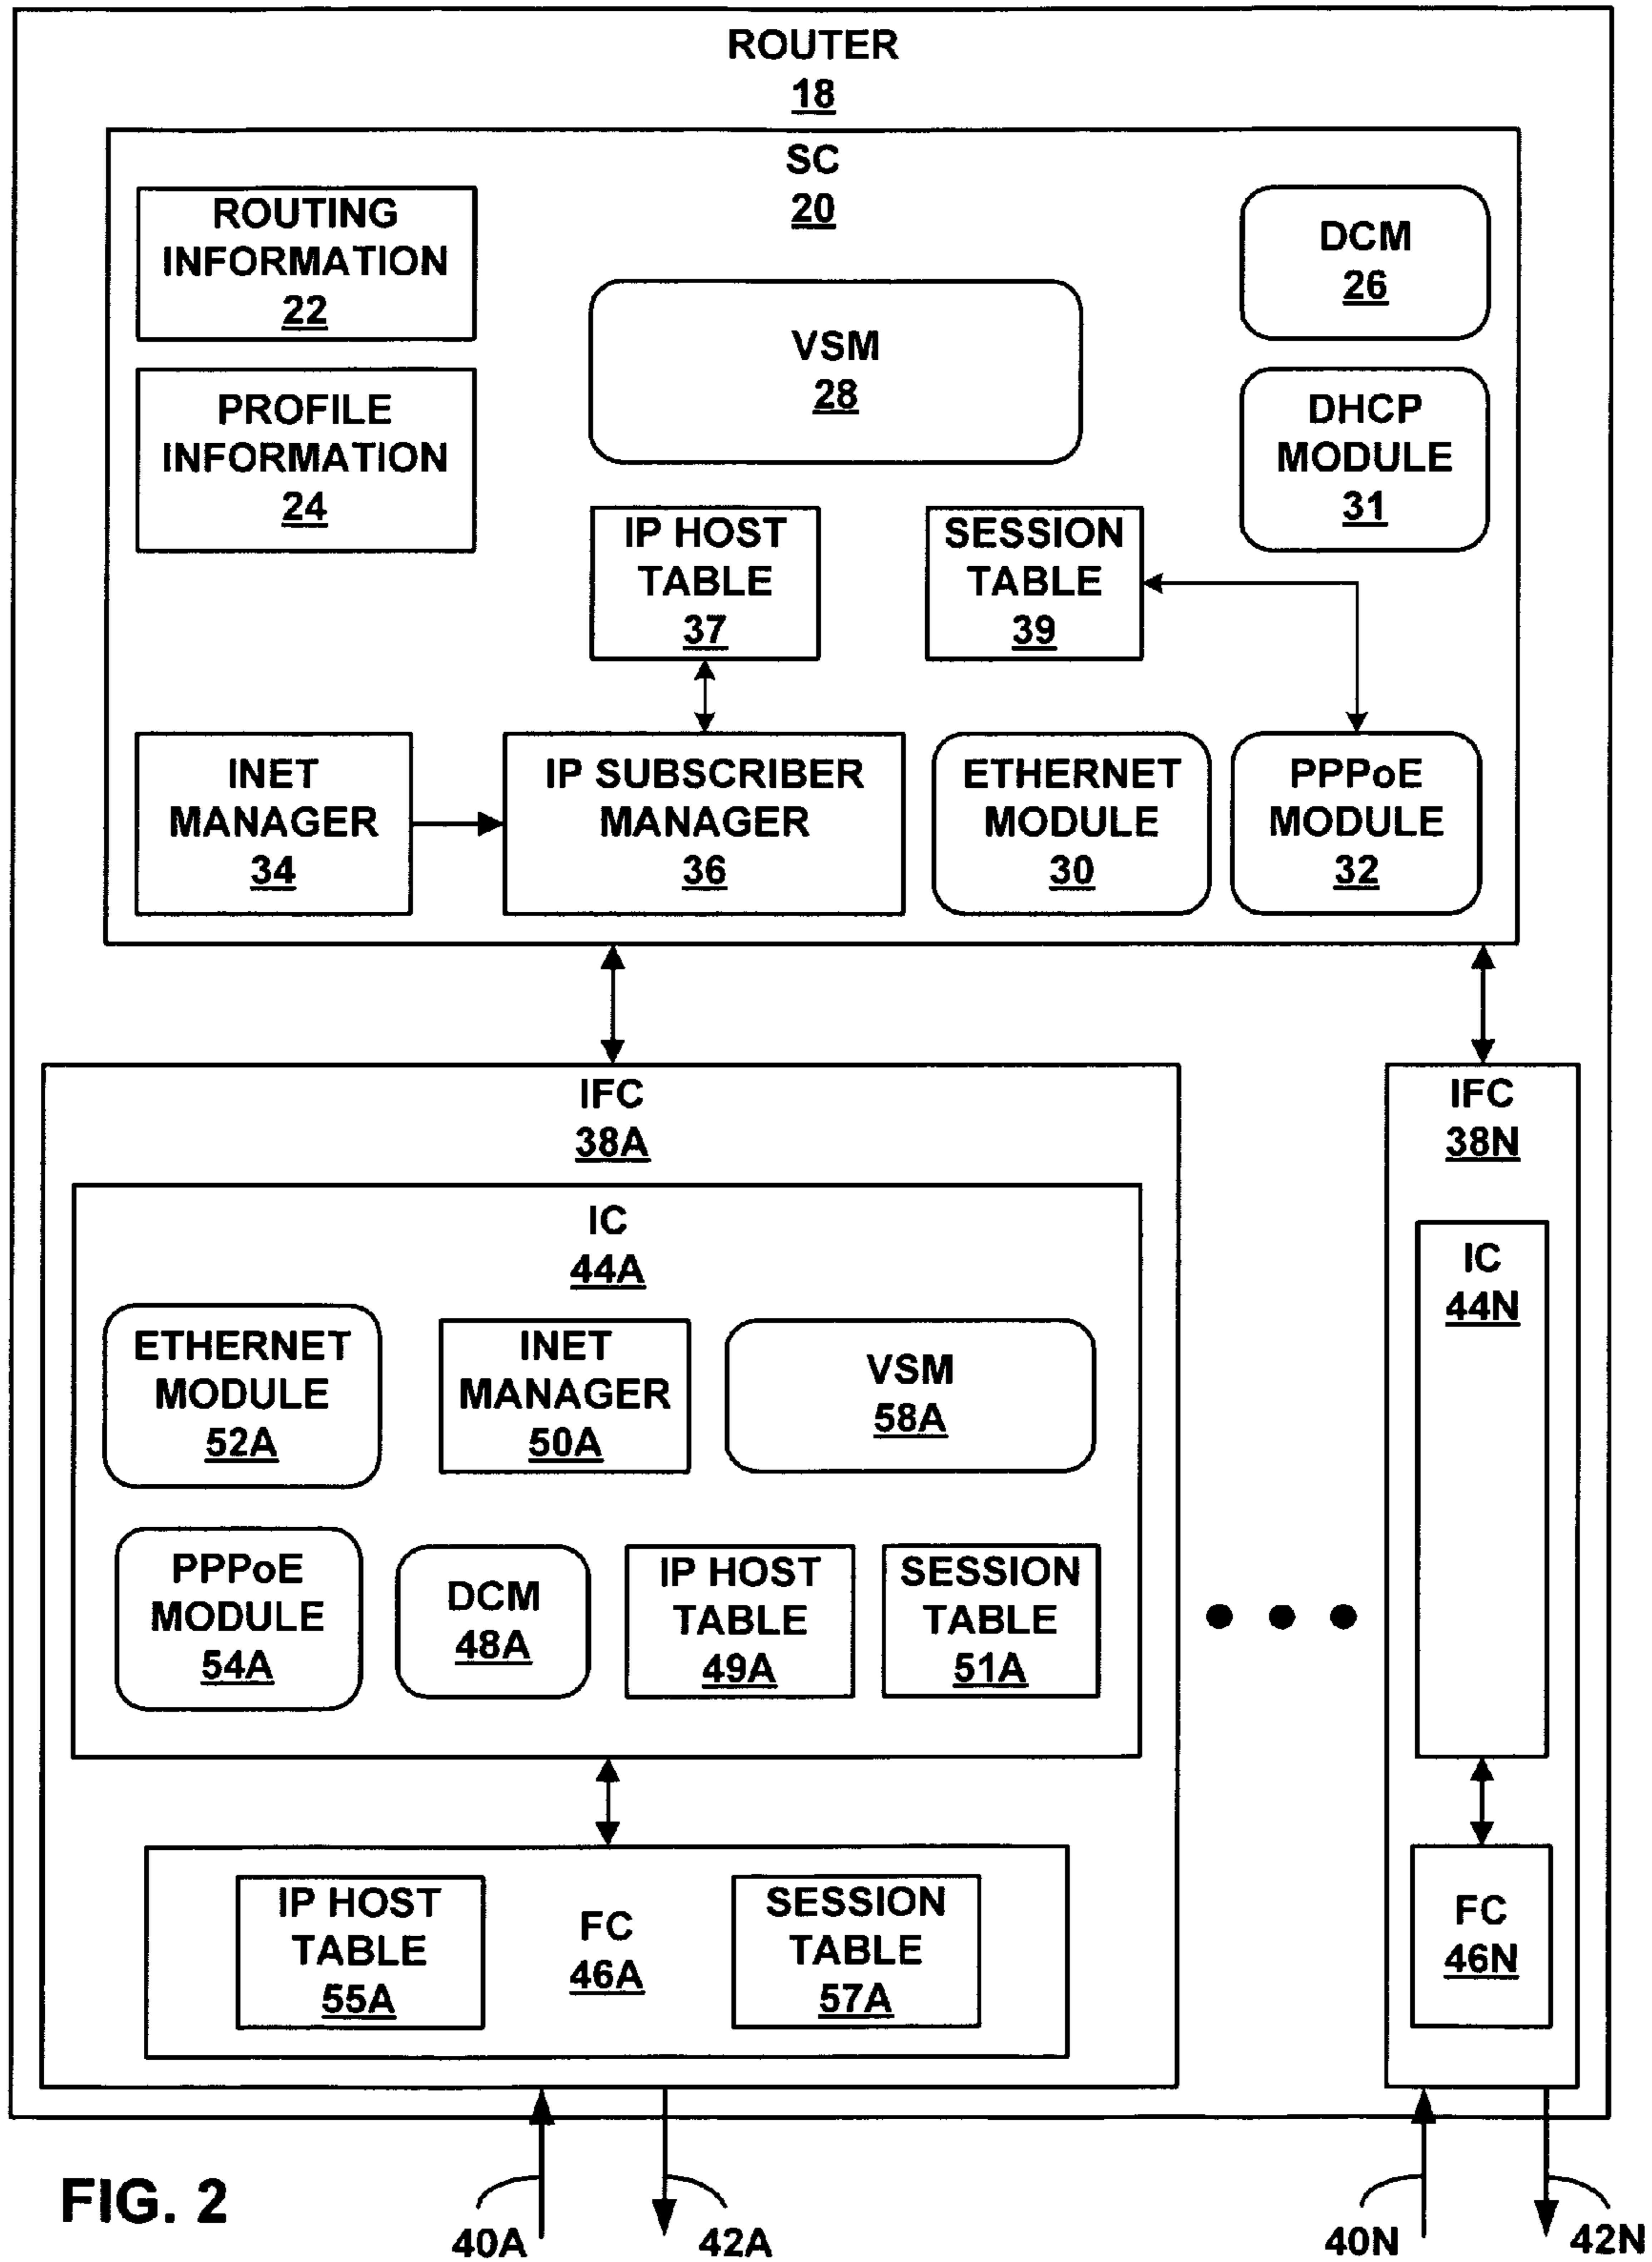 ROUTER
18
SC
20
ROUTING
INFORMATION
22
DCM
26
VSM
28
PROFILE
INFORMATION
24
DHCP
MODULE
31
IP HOST
TABLE
37
SESSION
TABLE
39
INET
MANAGER
34
IP SUBSCRIBER
MANAGER
36
ETHERNET
MODULE
30
PPPoE
MODULE
32
IFC
38A
IC
44A
ETHERNET
MODULE
52A
INET
MANAGER
50A
VSM
58A
PPPoE
MODULE
54A
DCM
48A
IP HOST
TABLE
49A
SESSION
TABLE
51A
IP HOST
TABLE
55A
FC
46A
SESSION
TABLE
57A
IFC
38N
IC
44N
FC
46N
FIG. 2
40A
42A
40N
42N